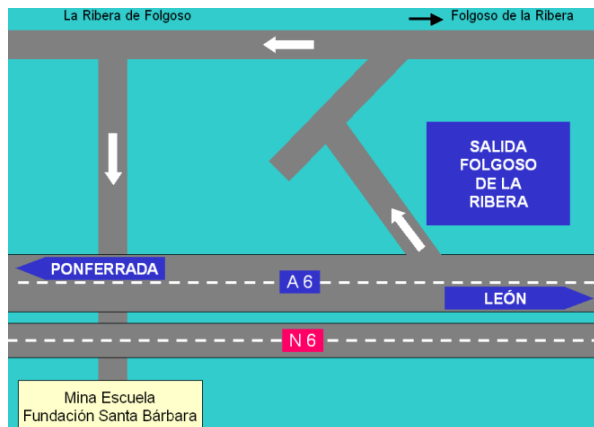 La Ribera de Folgoso
Folgoso de la Ribera
SALIDA
FOLGOSO
DE LA
RIBERA
PONFERRADA
A 6
LEÓN
N 6
Mina Escuela
Fundación Santa Bárbara